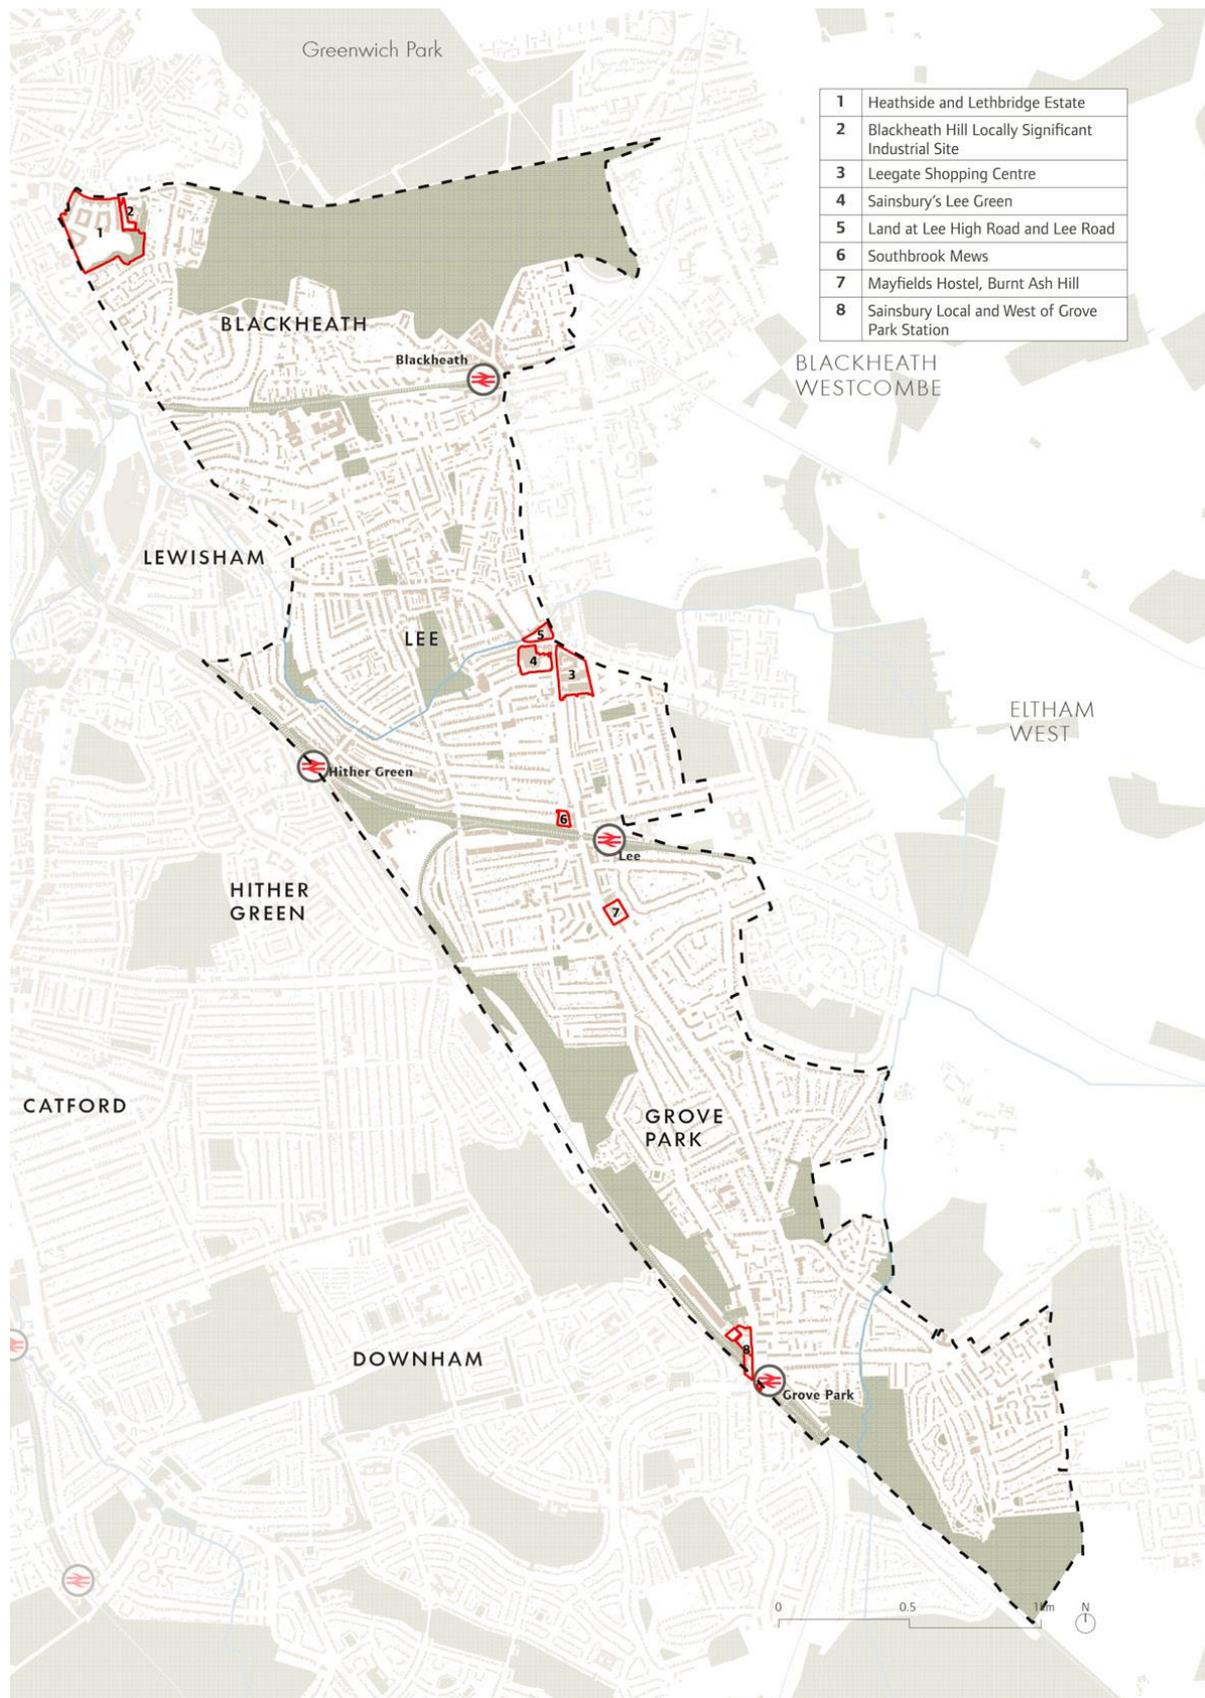 Greenwich Park
1 Heathside and Lethbridge Estate
2 Blackheath Hill Locally Significant
Industrial Site
3 Leegate Shopping Centre
4 Sainsbury's Lee Green
5 Land at Lee High Road and Lee Road
6 Southbrook Mews
7 Mayfields Hostel, Burnt Ash Hill
8 Sainsbury Local and West of Grove
Park Station
2
1
BLACKHEATH
Blackheath
BLACKHEATH
WESTCOMBE
LEWISHAM
LEE
5
4
3
ELTHAM
WEST
Hither Green
6
Lee
HITHER
GREEN
7
CATFORD
GROVE
PARK
8
DOWNHAM
Grove Park
0 0.5 1km N